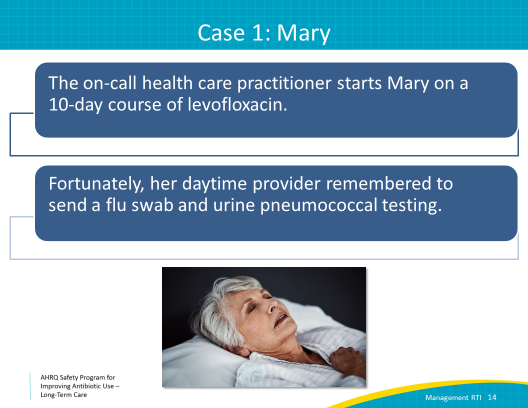 Case 1: Mary
The on-call health care practitioner starts Mary on a
10-day course of levofloxacin.
Fortunately, her daytime provider remembered to
send a flu swab and urine pneumococcal testing.
AHRQ Safety Program for
Improving Antibiotic Use –
Long-Term Care
Management RTI 14